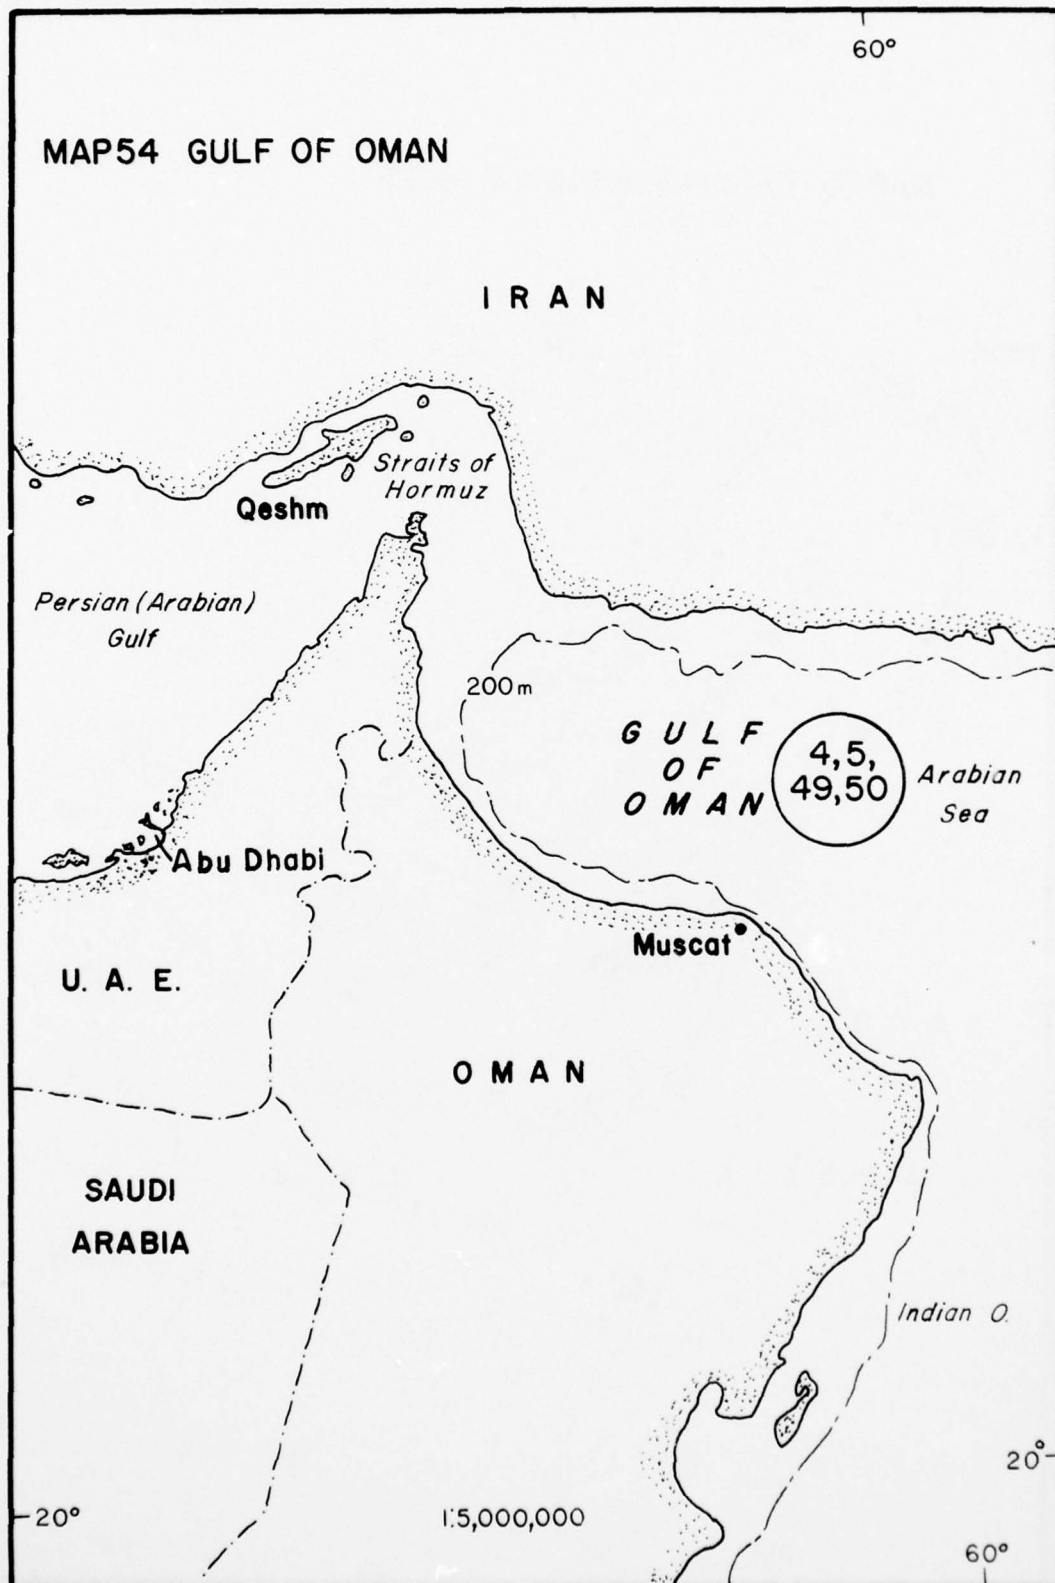 60°
MAP54 GULF OF OMAN
IRAN
Straits of
Hormuz
Qeshm
Persian (Arabian)
Gulf
200m
GULF
OF
OMAN
4,5,
49,50
Arabian
Sea
Abu Dhabi
Muscat
U. A. E.
OMAN
SAUDI
ARABIA
Indian O.
20°
20°
1:5,000,000
60°